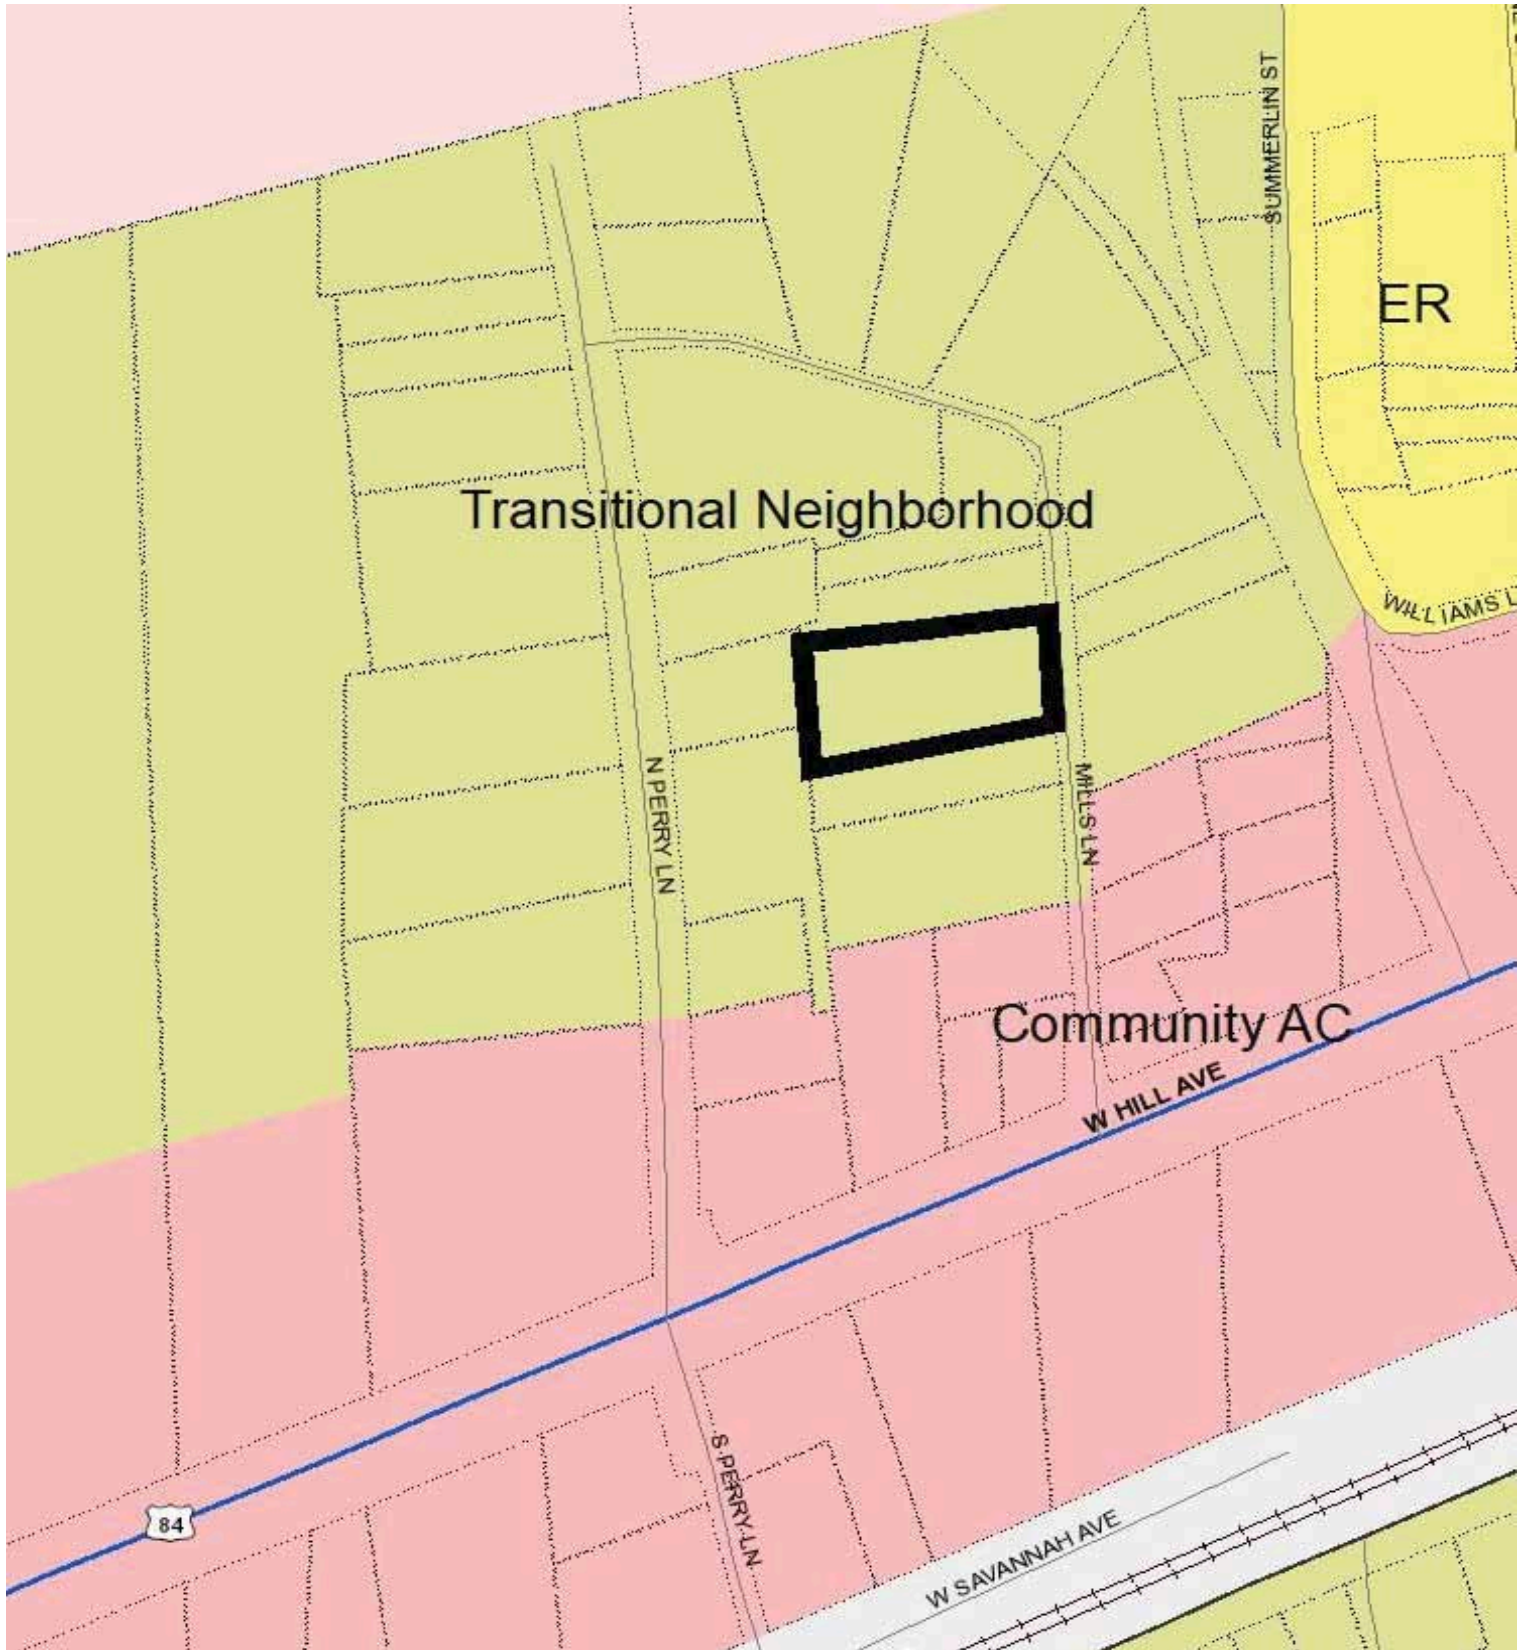 SUMMERLIN ST
ER
Transitional Neighborhood
WILLIAMS L
N PERRY LN
MILLS LN
Community AC
W HILL AVE
S PERRY LN
84
W SAVANNAH AVE